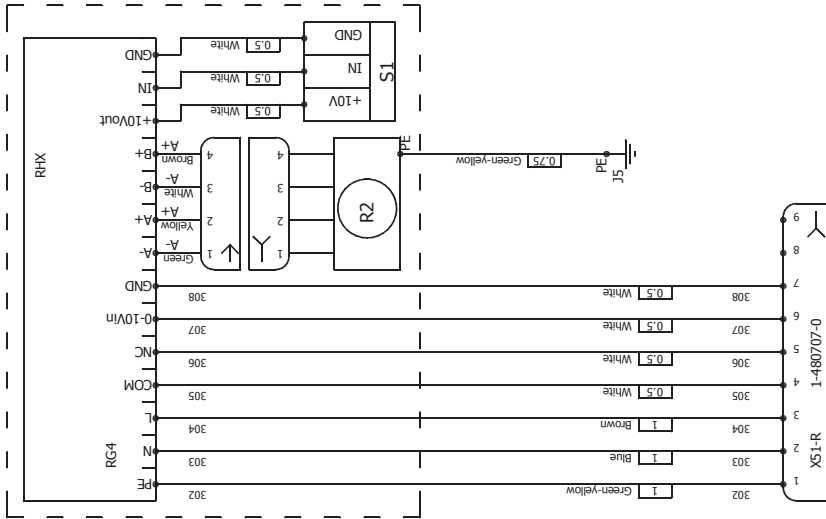 RHX
RG4
GND
IN
+10Vout
B+
B-
A+
A-
GND
0-10Vin
NC
COM
L
N
PE
White 0.5
White 0.5
White 0.5
GND
IN
+10V
S1
A+
Brown
A-
White
A+
Yellow
A-
Green
4
3
2
1
4
3
2
1
R2
PE
Green-yellow 0.75
PE
J5
308 White 0.5 308
307 White 0.5 307
306 White 0.5 306
305 White 0.5 305
304 Brown 1 304
303 Blue 1 303
302 Green-yellow 1 302
9
8
7
6
5
4
3
2
1
1-480707-0
X51-R